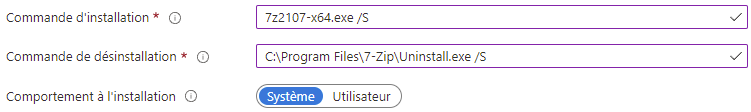 Commande d'installation * 7z2107-x64.exe /S
Commande de désinstallation * C:\Program Files\7-Zip\Uninstall.exe /S
Comportement à l'installation Système Utilisateur